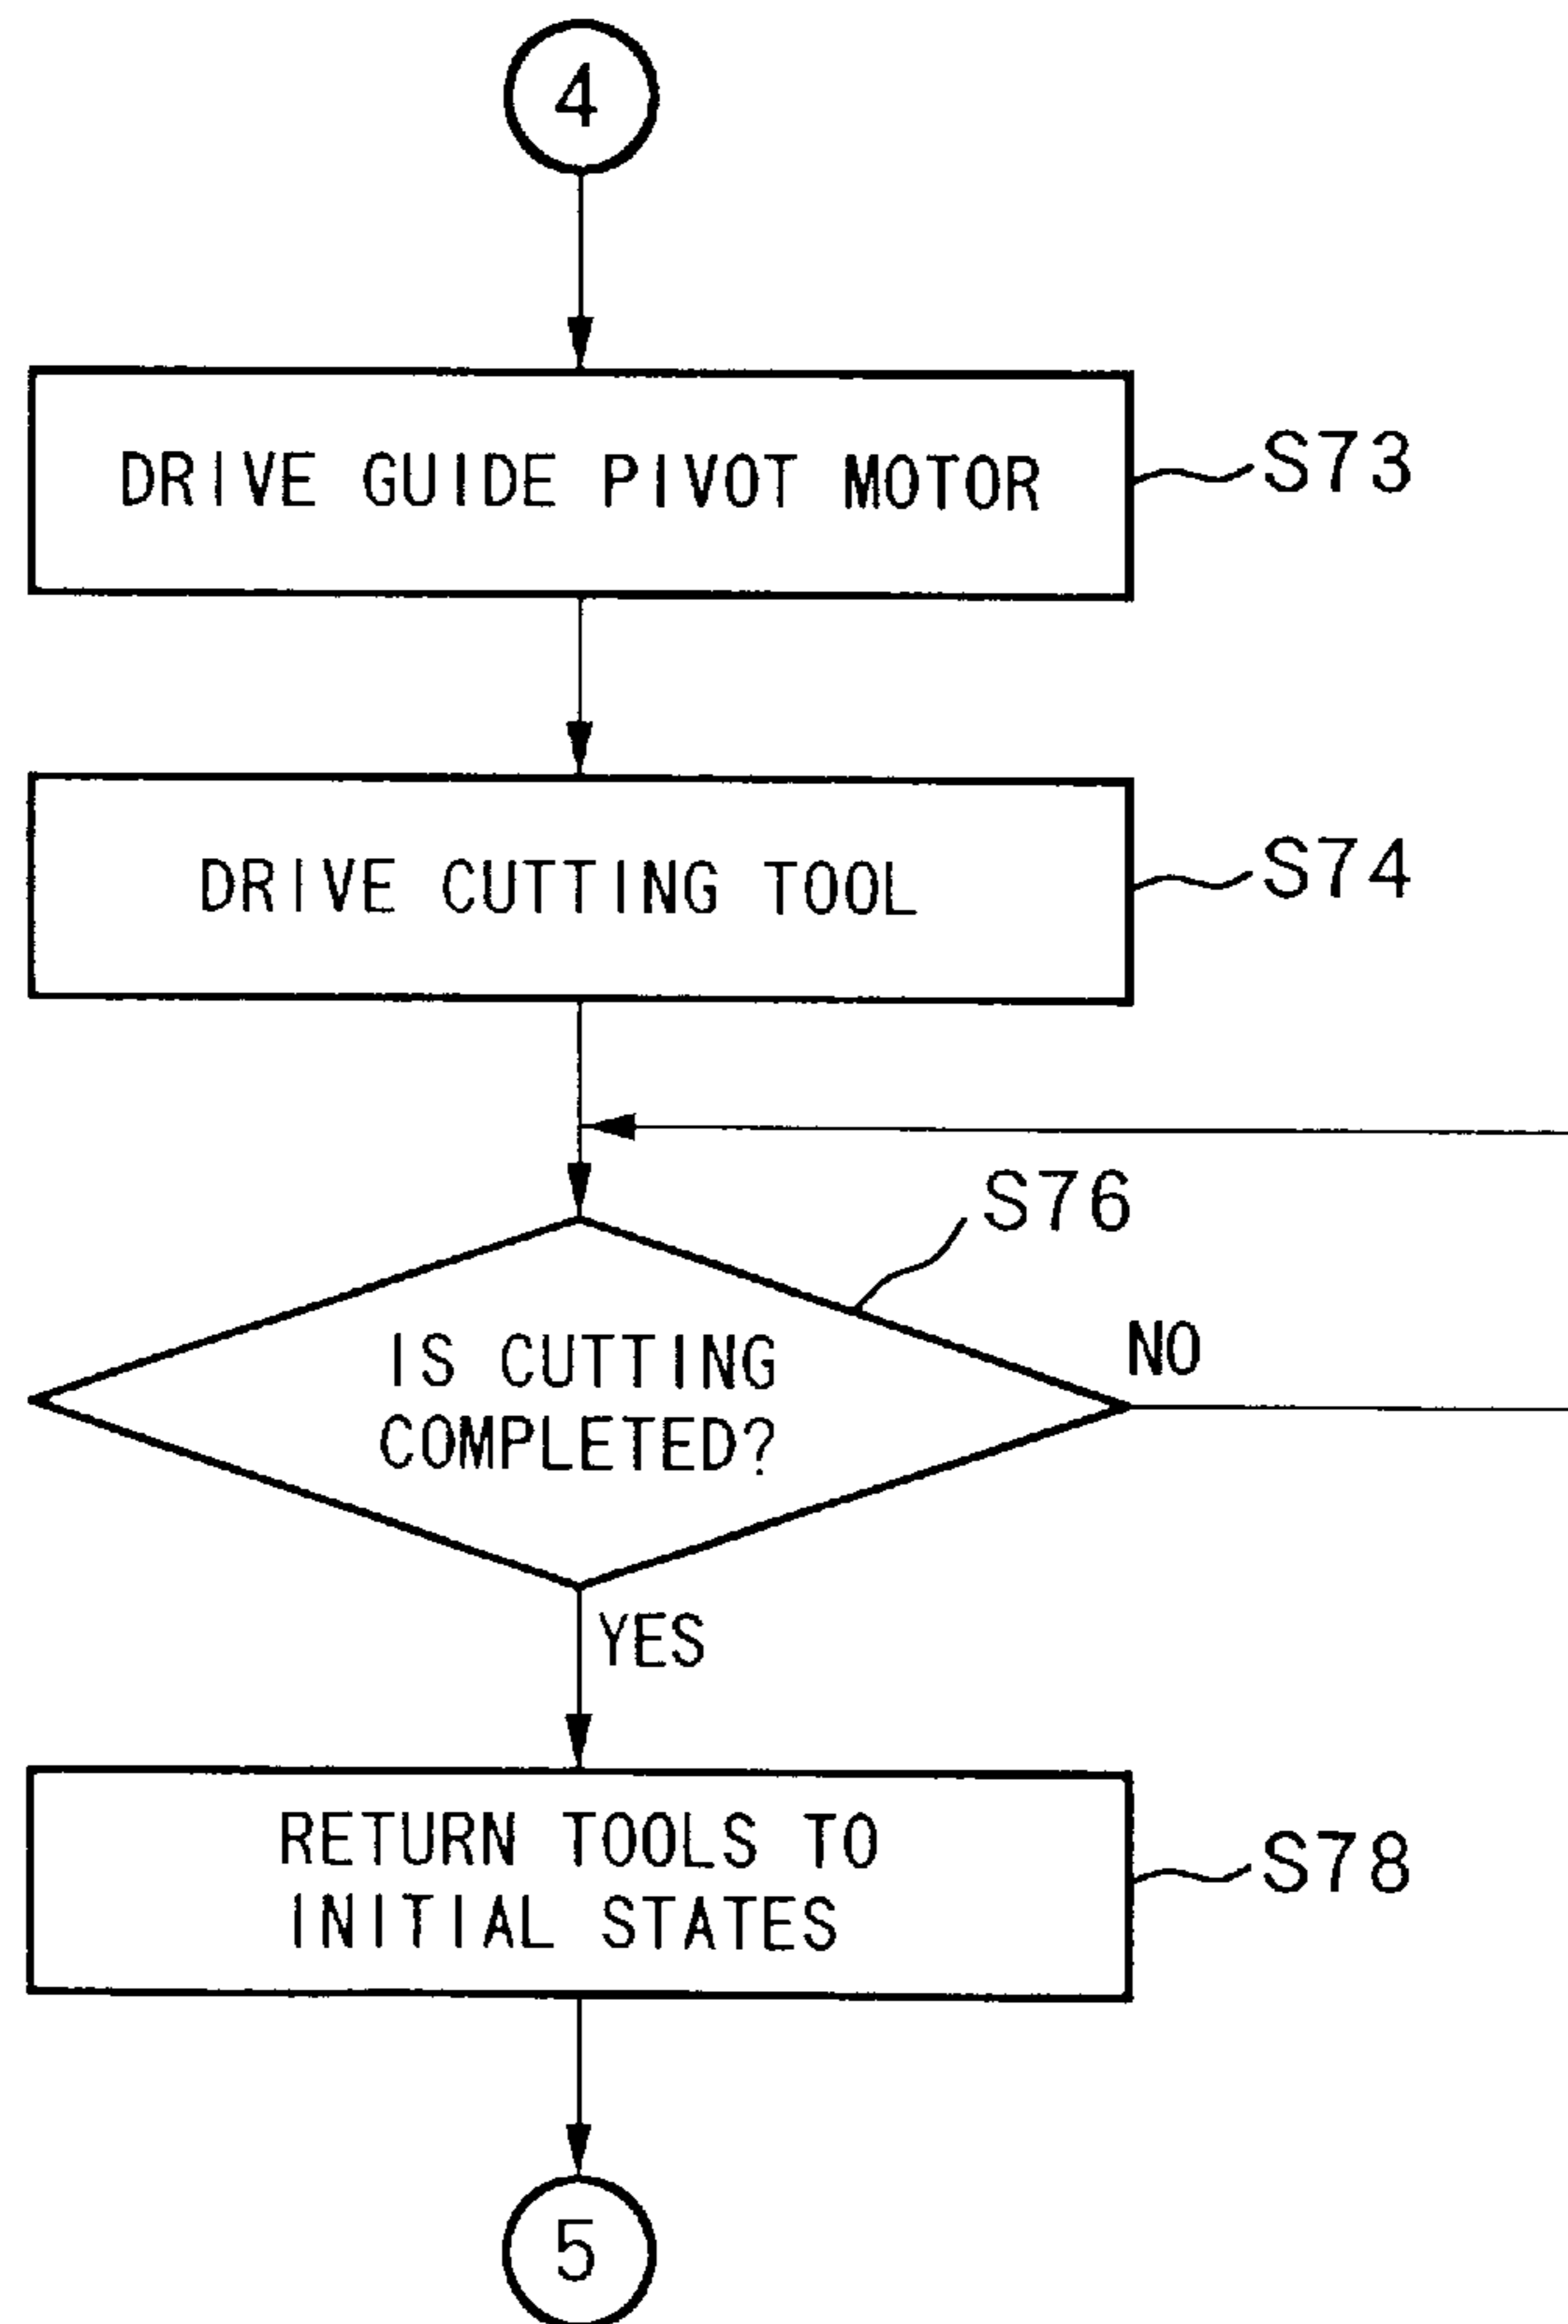 4
DRIVE GUIDE PIVOT MOTOR
S73
DRIVE CUTTING TOOL
S74
S76
IS CUTTING
COMPLETED?
NO
YES
RETURN TOOLS TO
INITIAL STATES
S78
5